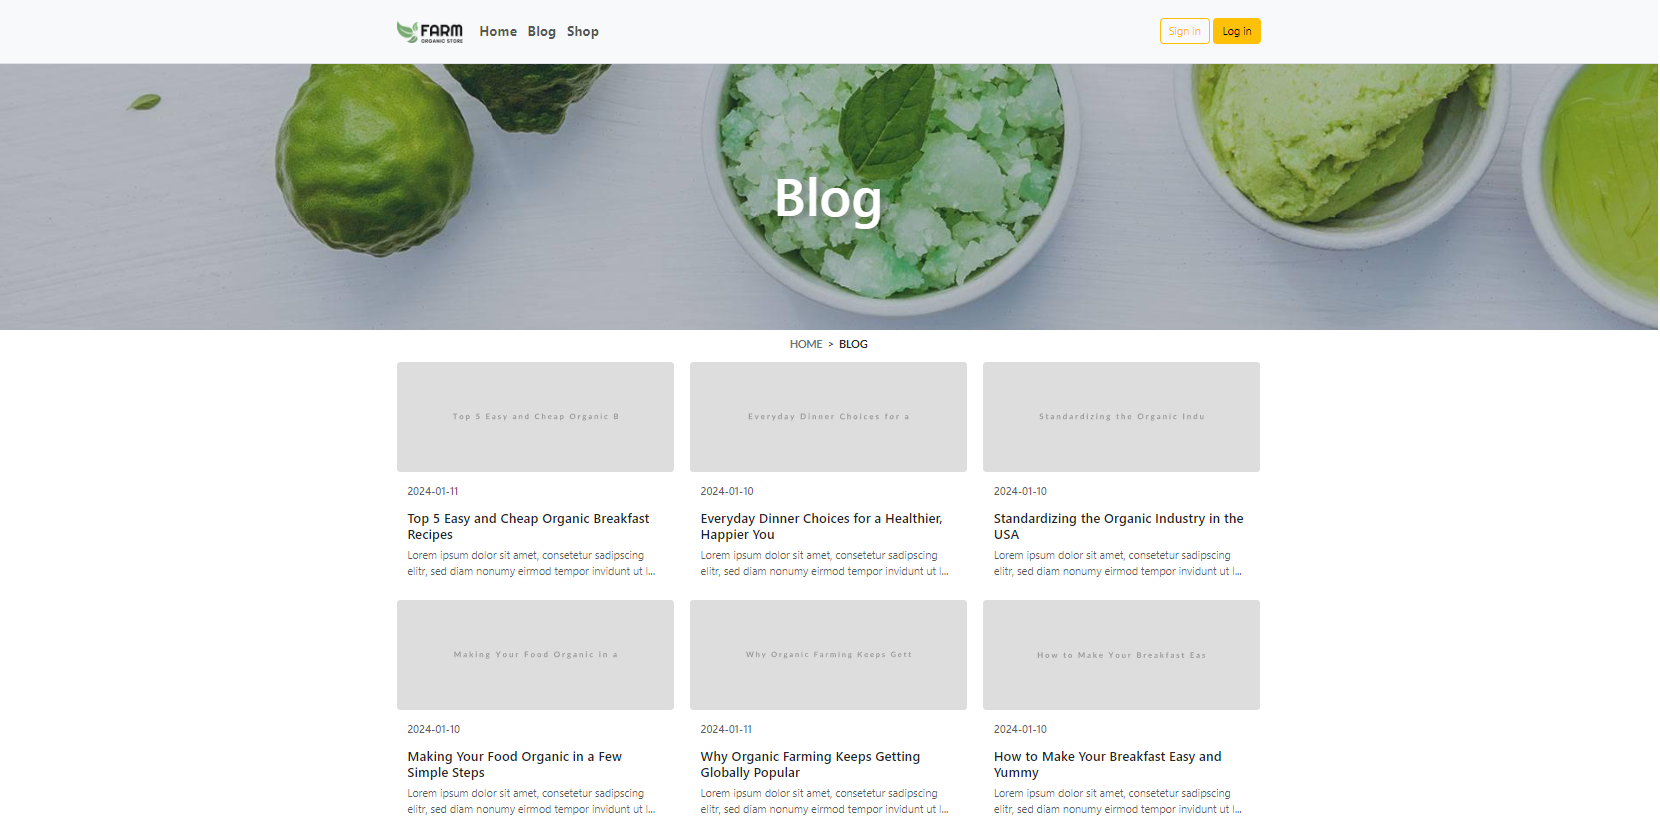 FARM
ORGANIC STORE
Home Blog Shop
Sign in Log in
Blog
HOME > BLOG
Top 5 Easy and Cheap Organic B
2024-01-11
Top 5 Easy and Cheap Organic Breakfast
Recipes
Lorem ipsum dolor sit amet, consetetur sadipscing
elitr, sed diam nonumy eirmod tempor invidunt ut l...
Everyday Dinner Choices for a
2024-01-10
Everyday Dinner Choices for a Healthier,
Happier You
Lorem ipsum dolor sit amet, consetetur sadipscing
elitr, sed diam nonumy eirmod tempor invidunt ut l...
Standardizing the Organic Indu
2024-01-10
Standardizing the Organic Industry in the
USA
Lorem ipsum dolor sit amet, consetetur sadipscing
elitr, sed diam nonumy eirmod tempor invidunt ut l...
Making Your Food Organic in a
2024-01-10
Making Your Food Organic in a Few
Simple Steps
Lorem ipsum dolor sit amet, consetetur sadipscing
elitr, sed diam nonumy eirmod tempor invidunt ut l...
Why Organic Farming Keeps Gett
2024-01-11
Why Organic Farming Keeps Getting
Globally Popular
Lorem ipsum dolor sit amet, consetetur sadipscing
elitr, sed diam nonumy eirmod tempor invidunt ut l...
How to Make Your Breakfast Eas
2024-01-10
How to Make Your Breakfast Easy and
Yummy
Lorem ipsum dolor sit amet, consetetur sadipscing
elitr, sed diam nonumy eirmod tempor invidunt ut l...